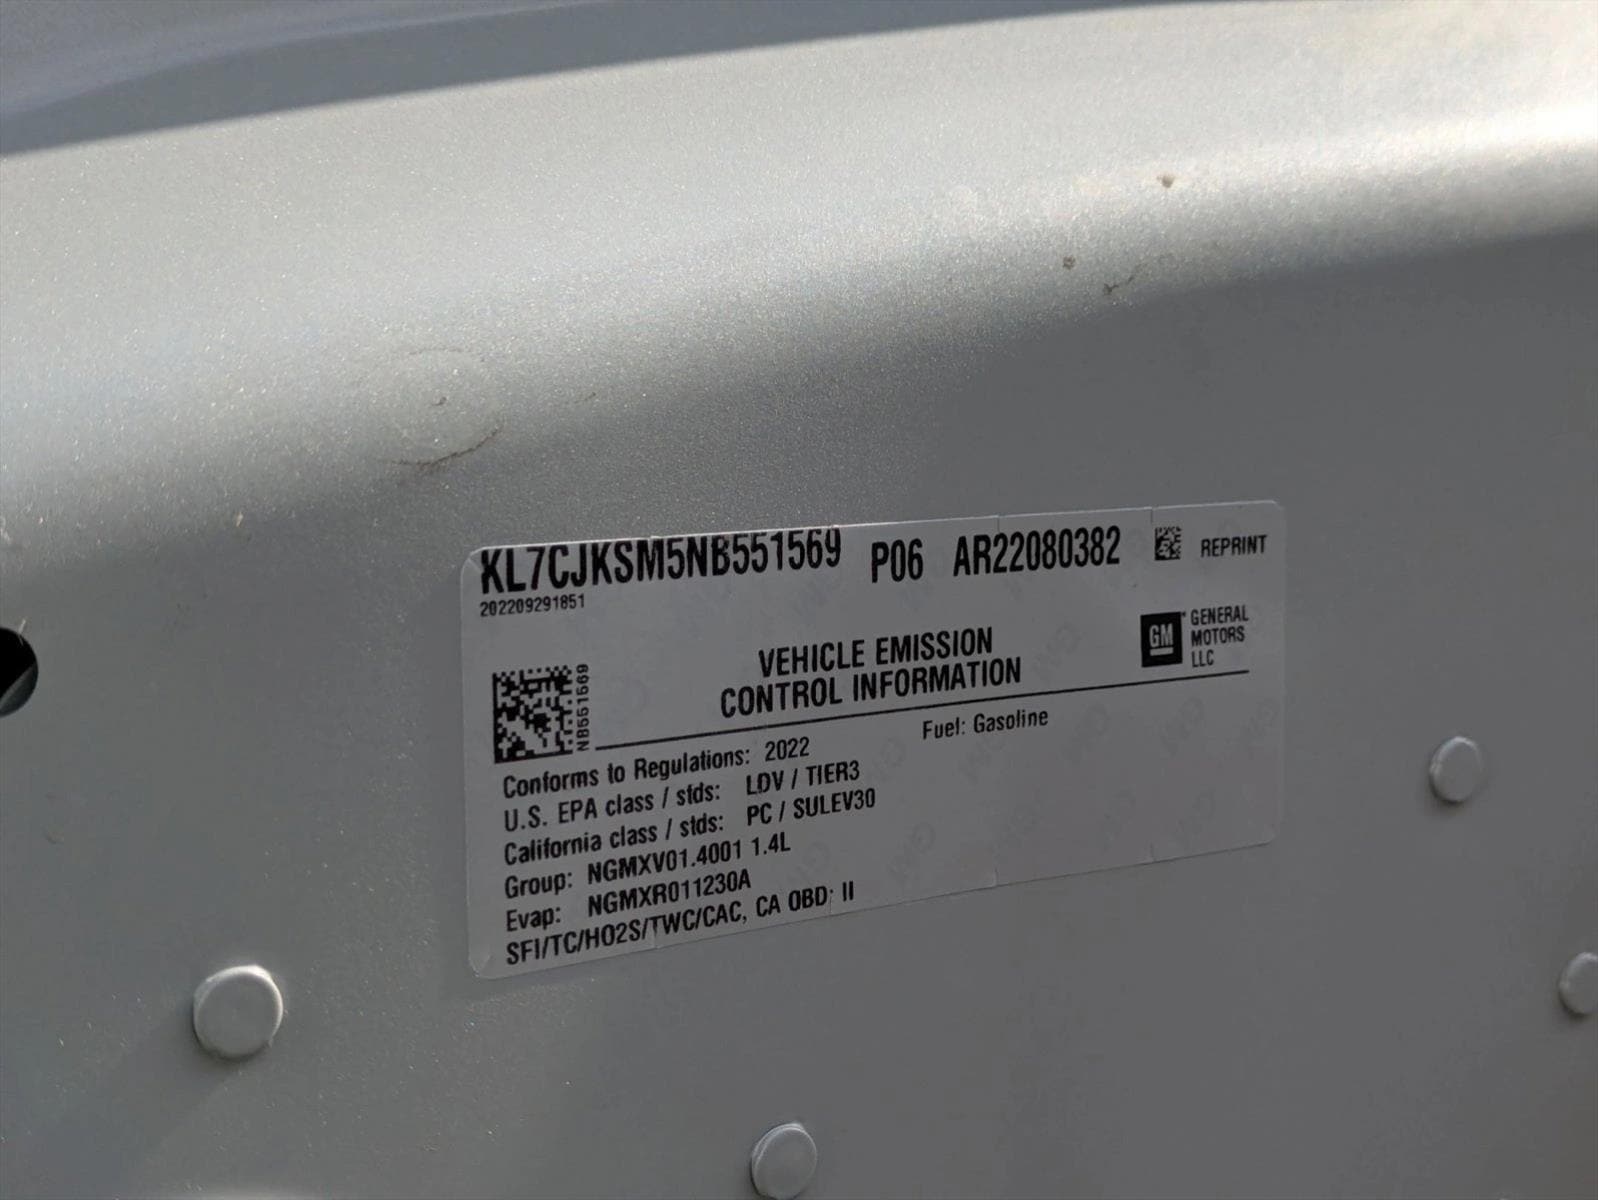 KL7CJKSM5NB551569 P06 AR22080382 REPRINT
202209291851
GM GENERAL
MOTORS
LLC
VEHICLE EMISSION
CONTROL INFORMATION
NB551569
Fuel: Gasoline
Conforms to Regulations: 2022
U.S. EPA class / stds: LDV / TIER3
California class / stds: PC / SULEV30
Group: NGMXV01.4001 1.4L
Evap: NGMXR011230A
SFI/TC/HO2S/TWC/CAC, CA OBD: II